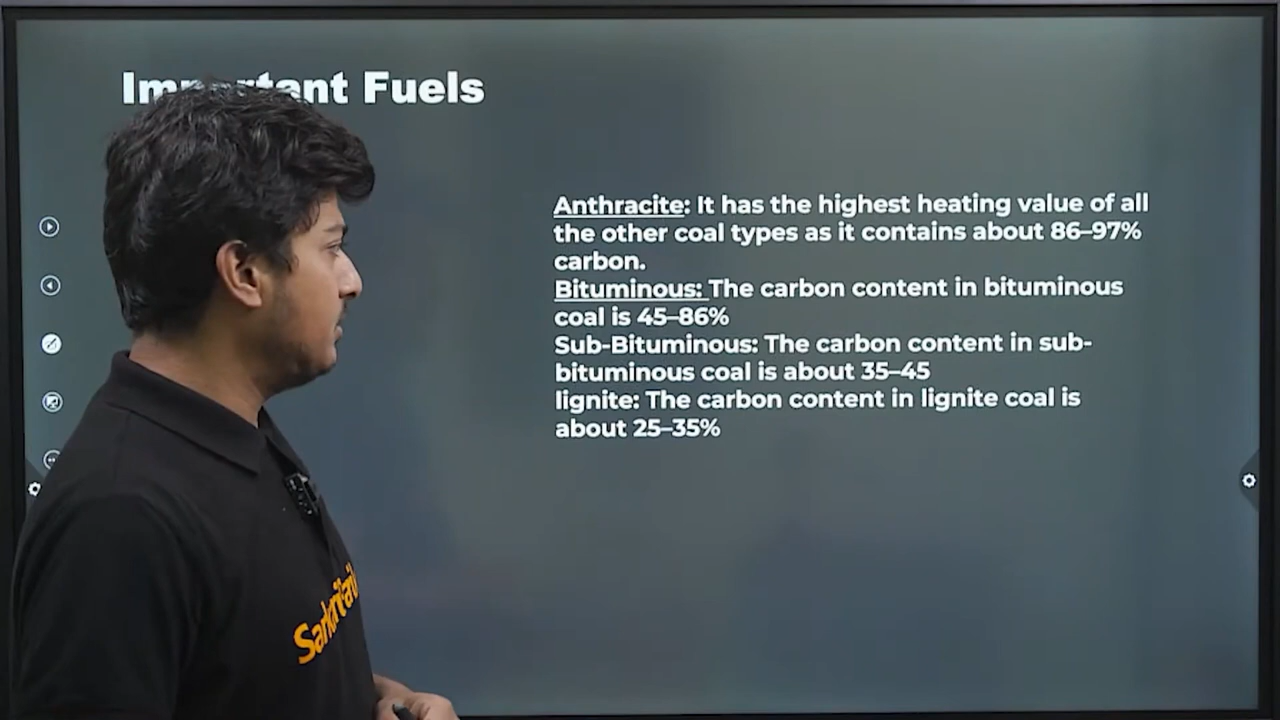 Important Fuels
Anthracite: It has the highest heating value of all
the other coal types as it contains about 86–97%
carbon.
Bituminous: The carbon content in bituminous
coal is 45–86%
Sub-Bituminous: The carbon content in sub-
bituminous coal is about 35–45
lignite: The carbon content in lignite coal is
about 25–35%